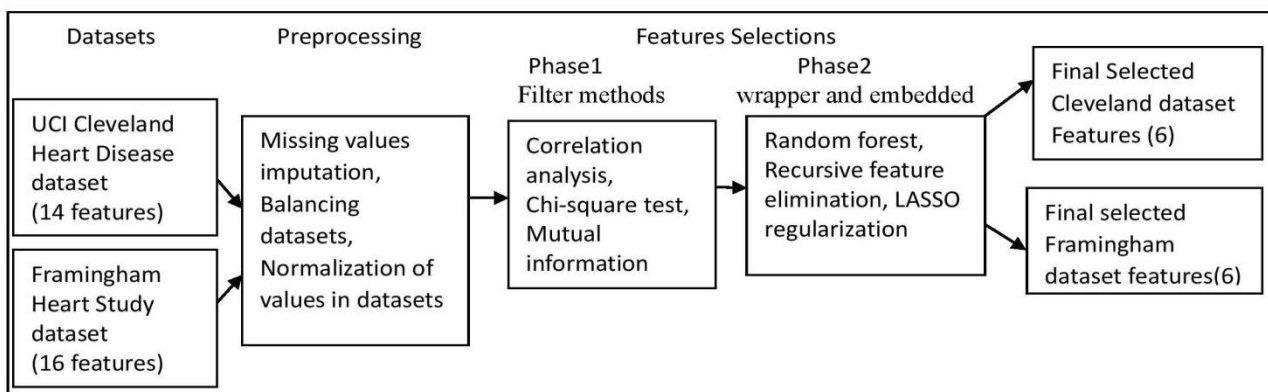 Datasets
Preprocessing
Features Selections
Phase1
Filter methods
Phase2
wrapper and embedded
UCI Cleveland
Heart Disease
dataset
(14 features)
Framingham
Heart Study
dataset
(16 features)
Missing values
imputation,
Balancing
datasets,
Normalization of
values in datasets
Correlation
analysis,
Chi-square test,
Mutual
information
Random forest,
Recursive feature
elimination, LASSO
regularization
Final Selected
Cleveland dataset
Features (6)
Final selected
Framingham
dataset features(6)